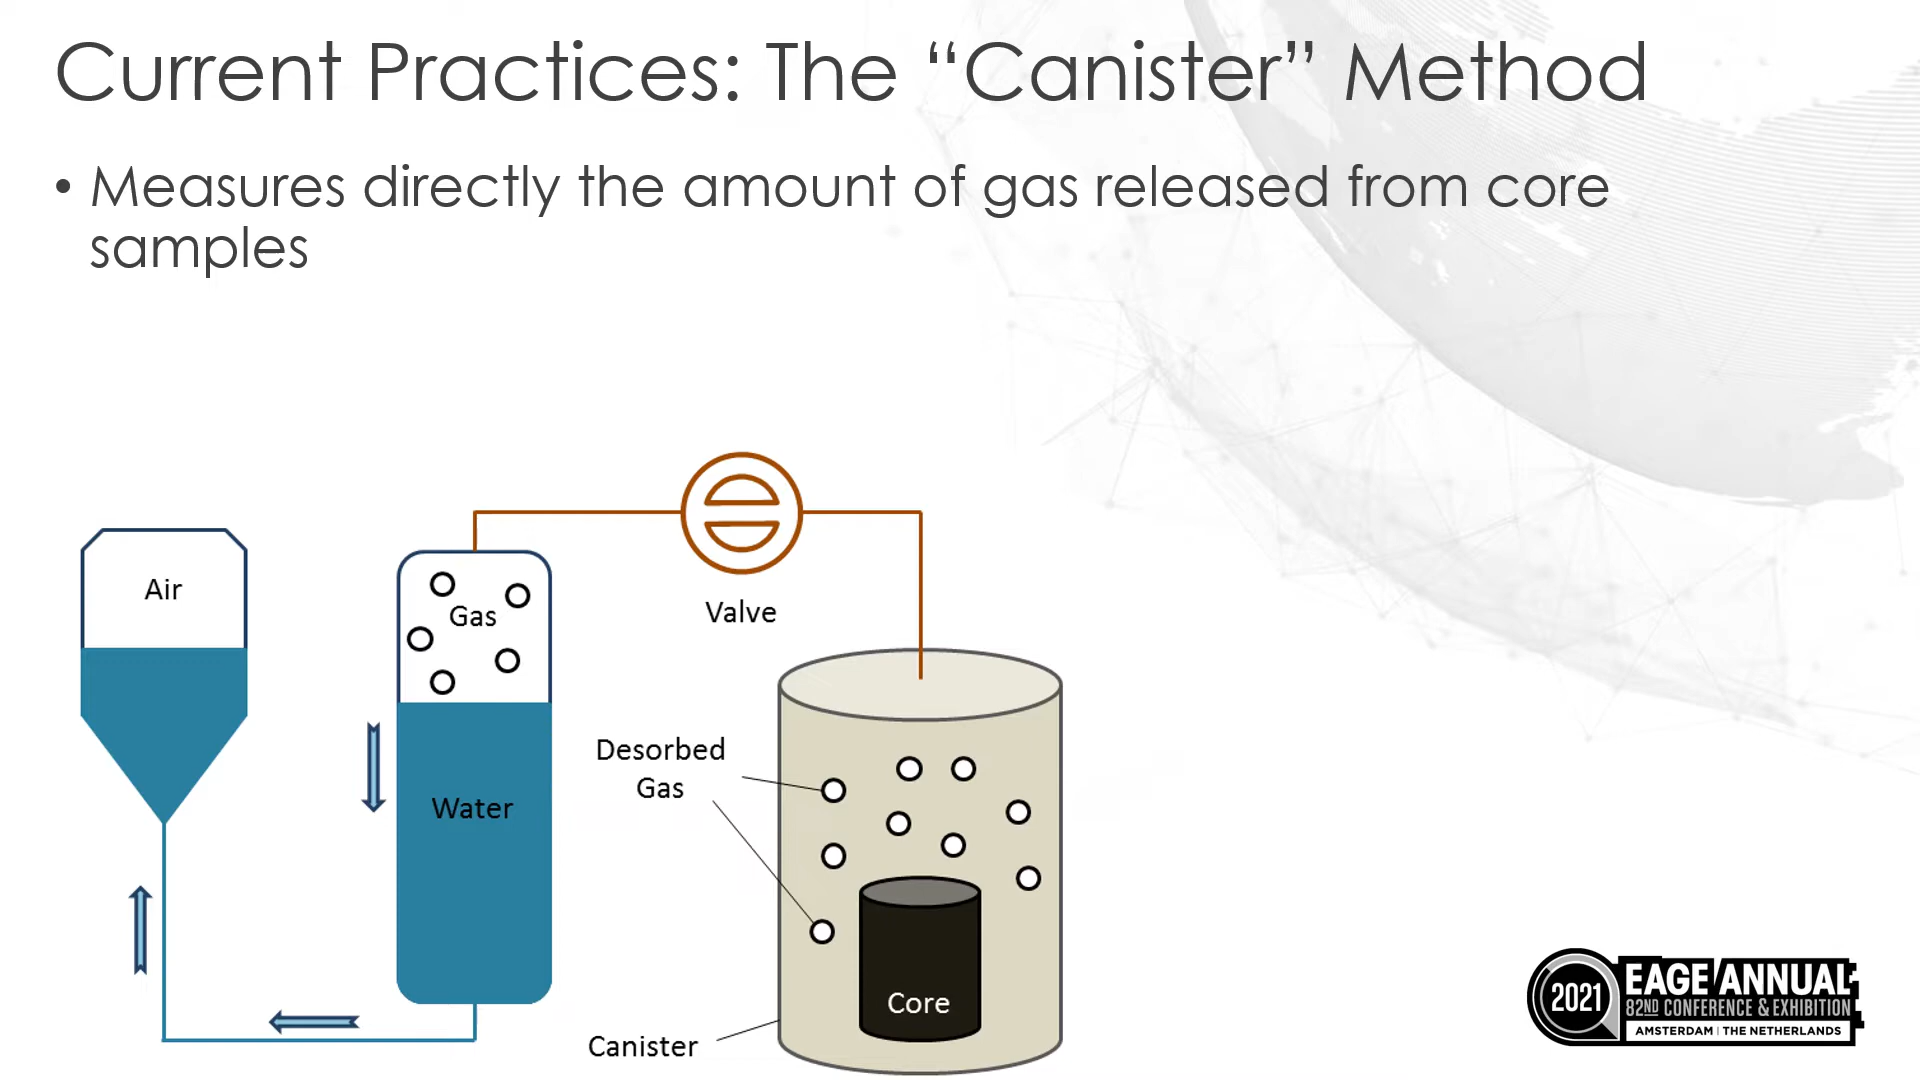 Current Practices: The “Canister” Method
• Measures directly the amount of gas released from core
samples
Air
Gas
Valve
Desorbed
Gas
Water
Core
Canister
2021
EAGE ANNUAL
82ND CONFERENCE & EXHIBITION
AMSTERDAM | THE NETHERLANDS